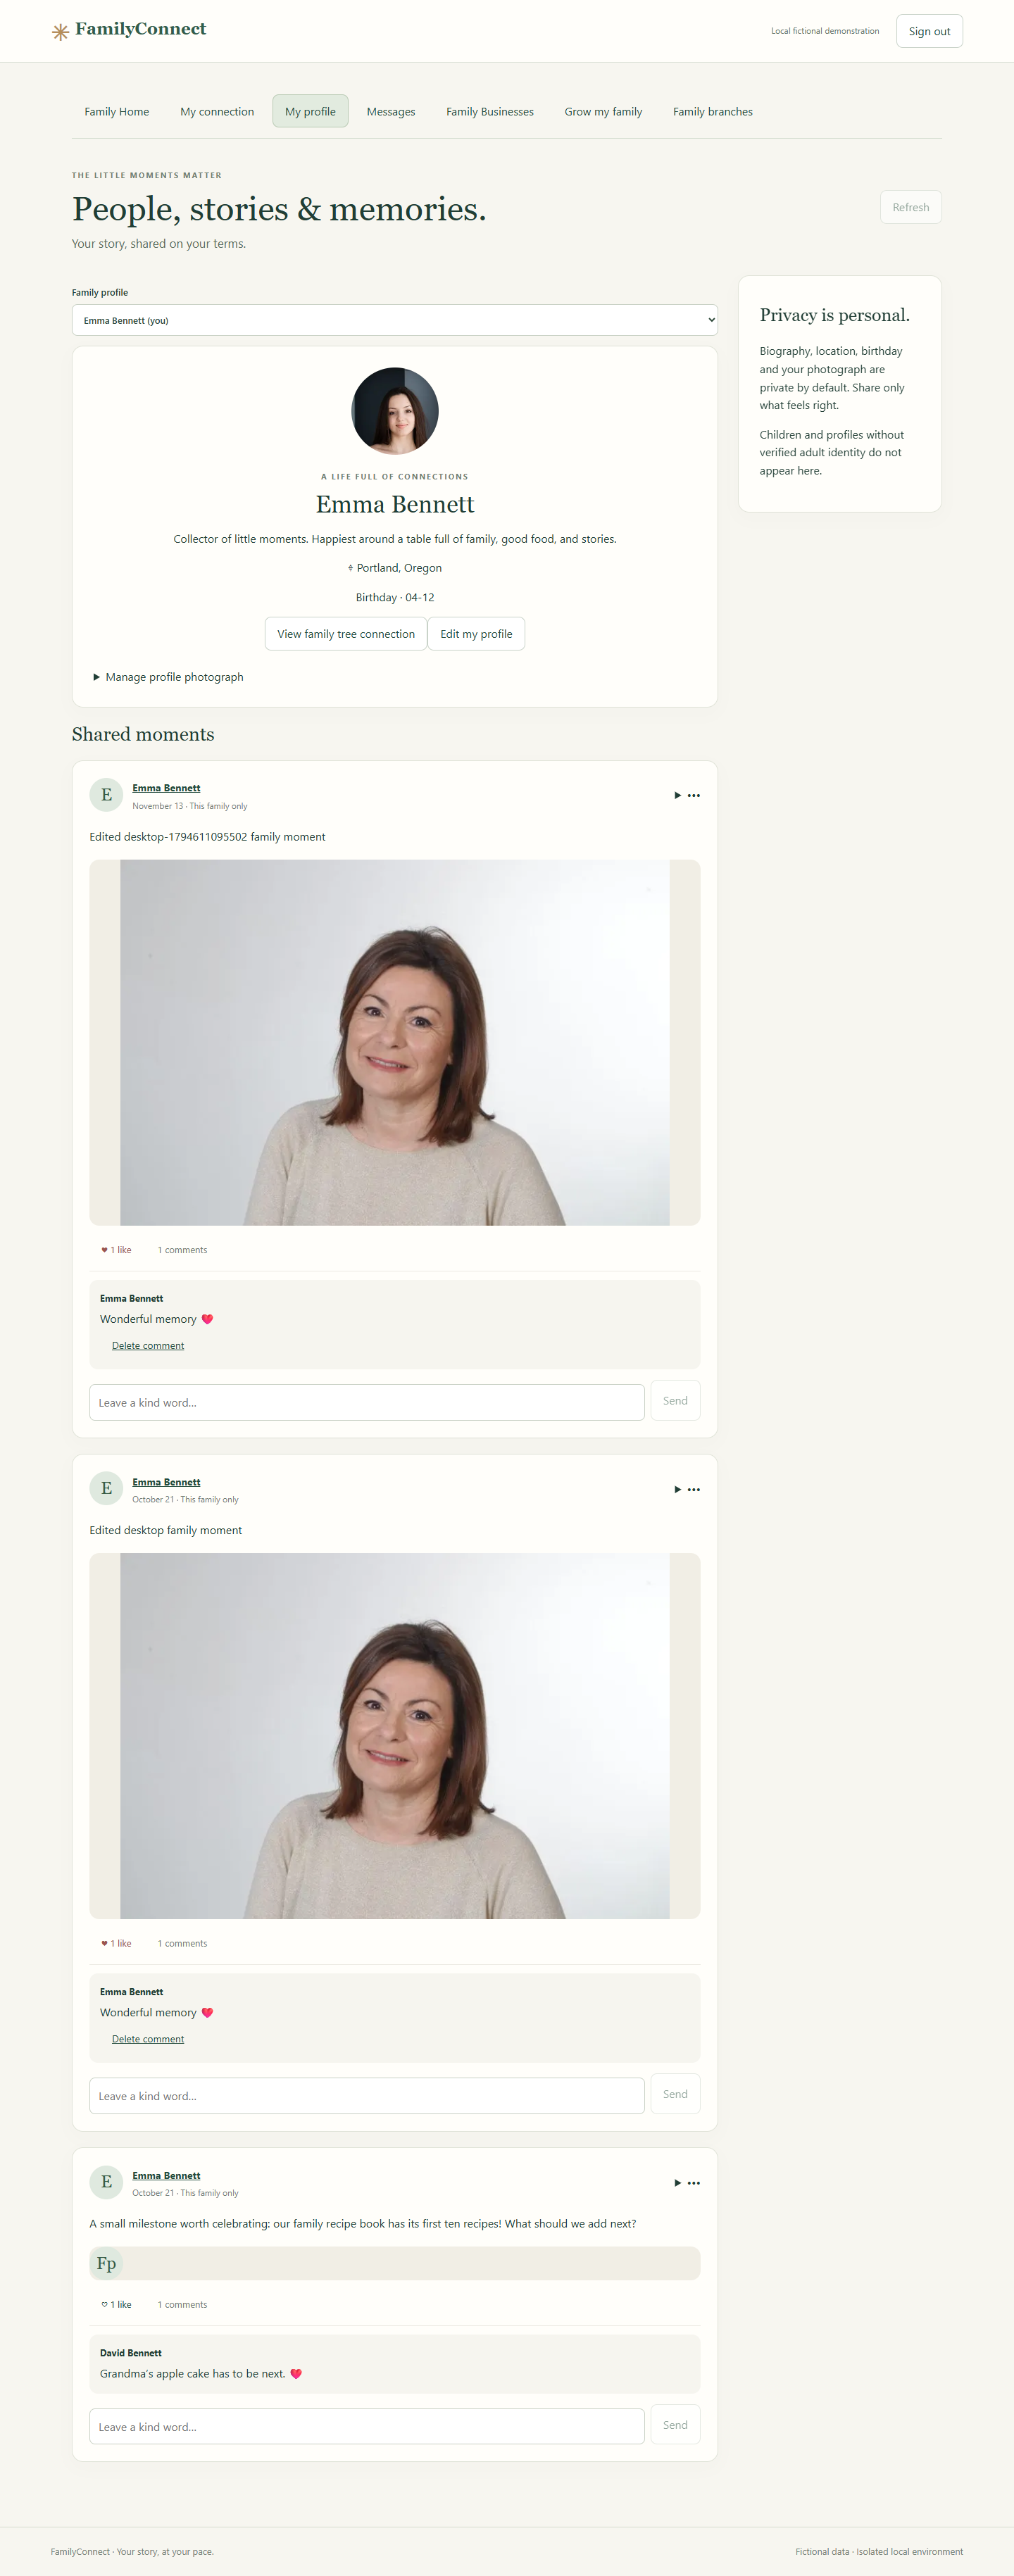 FamilyConnect
Local fictional demonstration
Sign out
Family Home
My connection
My profile
Messages
Family Businesses
Grow my family
Family branches
THE LITTLE MOMENTS MATTER
People, stories & memories.
Your story, shared on your terms.
Refresh
Family profile
Emma Bennett (you)
A LIFE FULL OF CONNECTIONS
Emma Bennett
Collector of little moments. Happiest around a table full of family, good food, and stories.
Portland, Oregon
Birthday · 04-12
View family tree connection
Edit my profile
Manage profile photograph
Privacy is personal.
Biography, location, birthday
and your photograph are
private by default. Share only
what feels right.
Children and profiles without
verified adult identity do not
appear here.
Shared moments
E
Emma Bennett
November 13 · This family only
Edited desktop-1794611095502 family moment
♥ 1 like
1 comments
Emma Bennett
Wonderful memory ❤️
Delete comment
Leave a kind word...
Send
E
Emma Bennett
October 21 · This family only
Edited desktop family moment
♥ 1 like
1 comments
Emma Bennett
Wonderful memory ❤️
Delete comment
Leave a kind word...
Send
E
Emma Bennett
October 21 · This family only
A small milestone worth celebrating: our family recipe book has its first ten recipes! What should we add next?
Fp
♡ 1 like
1 comments
David Bennett
Grandma's apple cake has to be next. ❤️
Leave a kind word...
Send
FamilyConnect · Your story, at your pace.
Fictional data · Isolated local environment